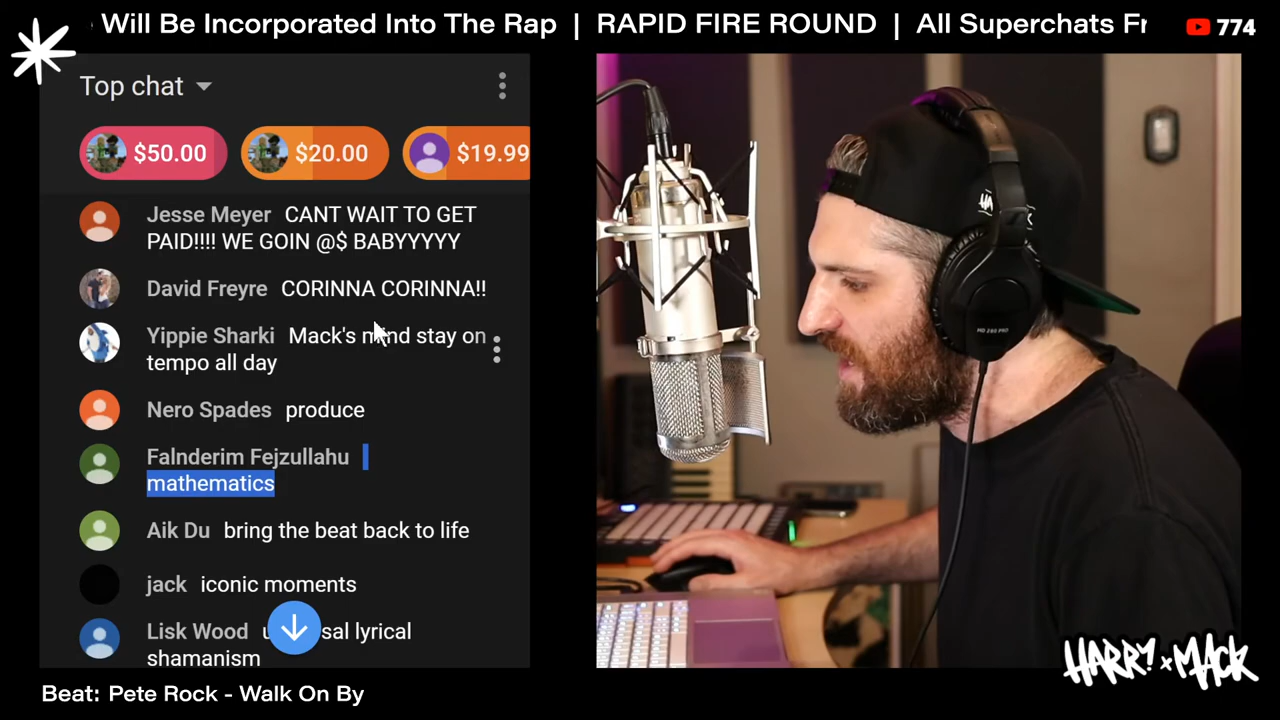 Will Be Incorporated Into The Rap | RAPID FIRE ROUND | All Superchats Fr
774
Top chat
$50.00 $20.00 $19.99
Jesse Meyer CANT WAIT TO GET
PAID!!!! WE GOIN @$ BABYYYYY
David Freyre CORINNA CORINNA!!
Yippie Sharki Mack's mind stay on
tempo all day
Nero Spades produce
Falnderim Fejzullahu
mathematics
Aik Du bring the beat back to life
jack iconic moments
Lisk Wood lyrical
shamanism
Beat: Pete Rock - Walk On By
HARRY MACK